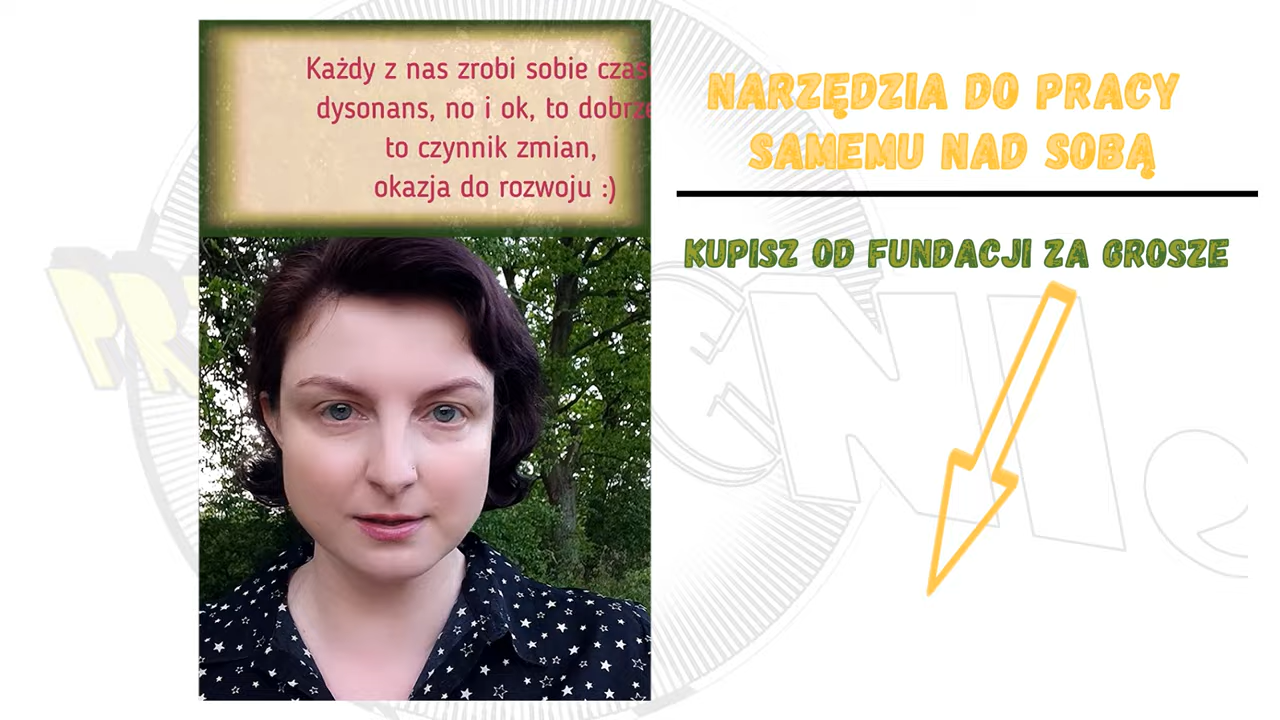 Każdy z nas zrobi sobie czas
dysonans, no i ok, to dobrze
to czynnik zmian,
okazja do rozwoju :)
NARZĘDZIA DO PRACY
SAMEMU NAD SOBĄ
KUPISZ OD FUNDACJI ZA GROSZE